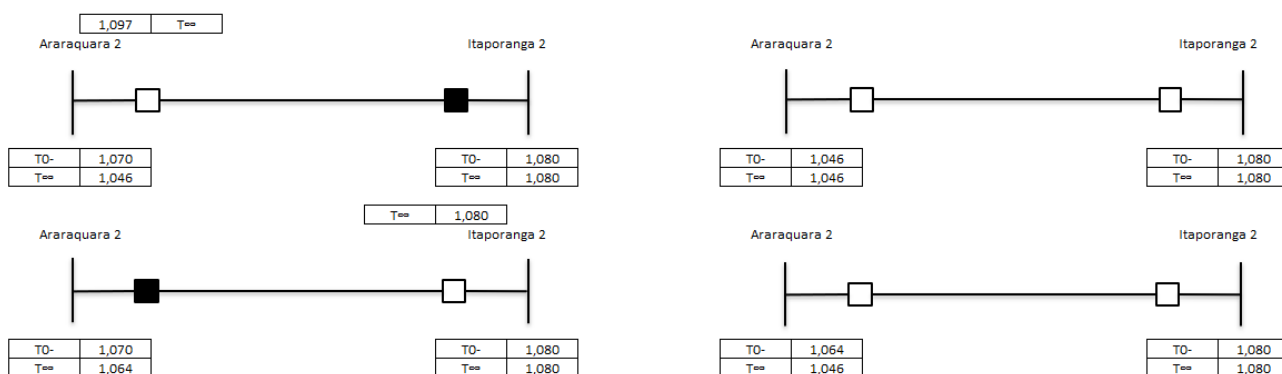 1,097 T∞
Araraquara 2 Itaporanga 2
T0- 1,070 T0- 1,080
T∞ 1,046 T∞ 1,080
Araraquara 2 Itaporanga 2
T0- 1,046 T0- 1,080
T∞ 1,046 T∞ 1,080
T∞ 1,080
Araraquara 2 Itaporanga 2
T0- 1,070 T0- 1,080
T∞ 1,064 T∞ 1,080
Araraquara 2 Itaporanga 2
T0- 1,064 T0- 1,080
T∞ 1,046 T∞ 1,080